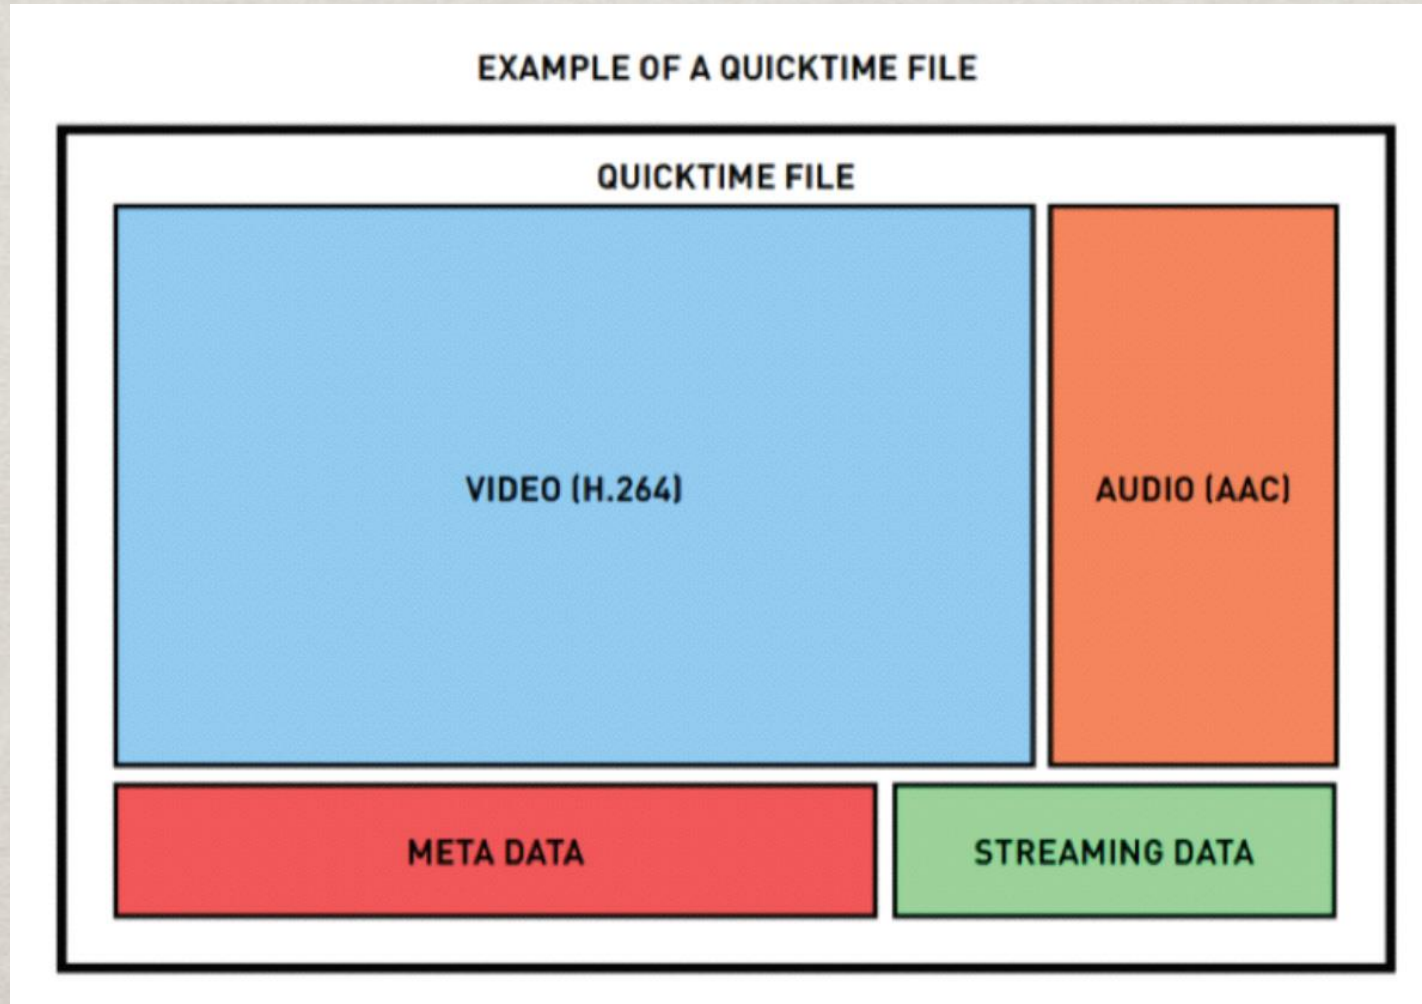 EXAMPLE OF A QUICKTIME FILE
QUICKTIME FILE
VIDEO (H.264)
AUDIO (AAC)
META DATA
STREAMING DATA